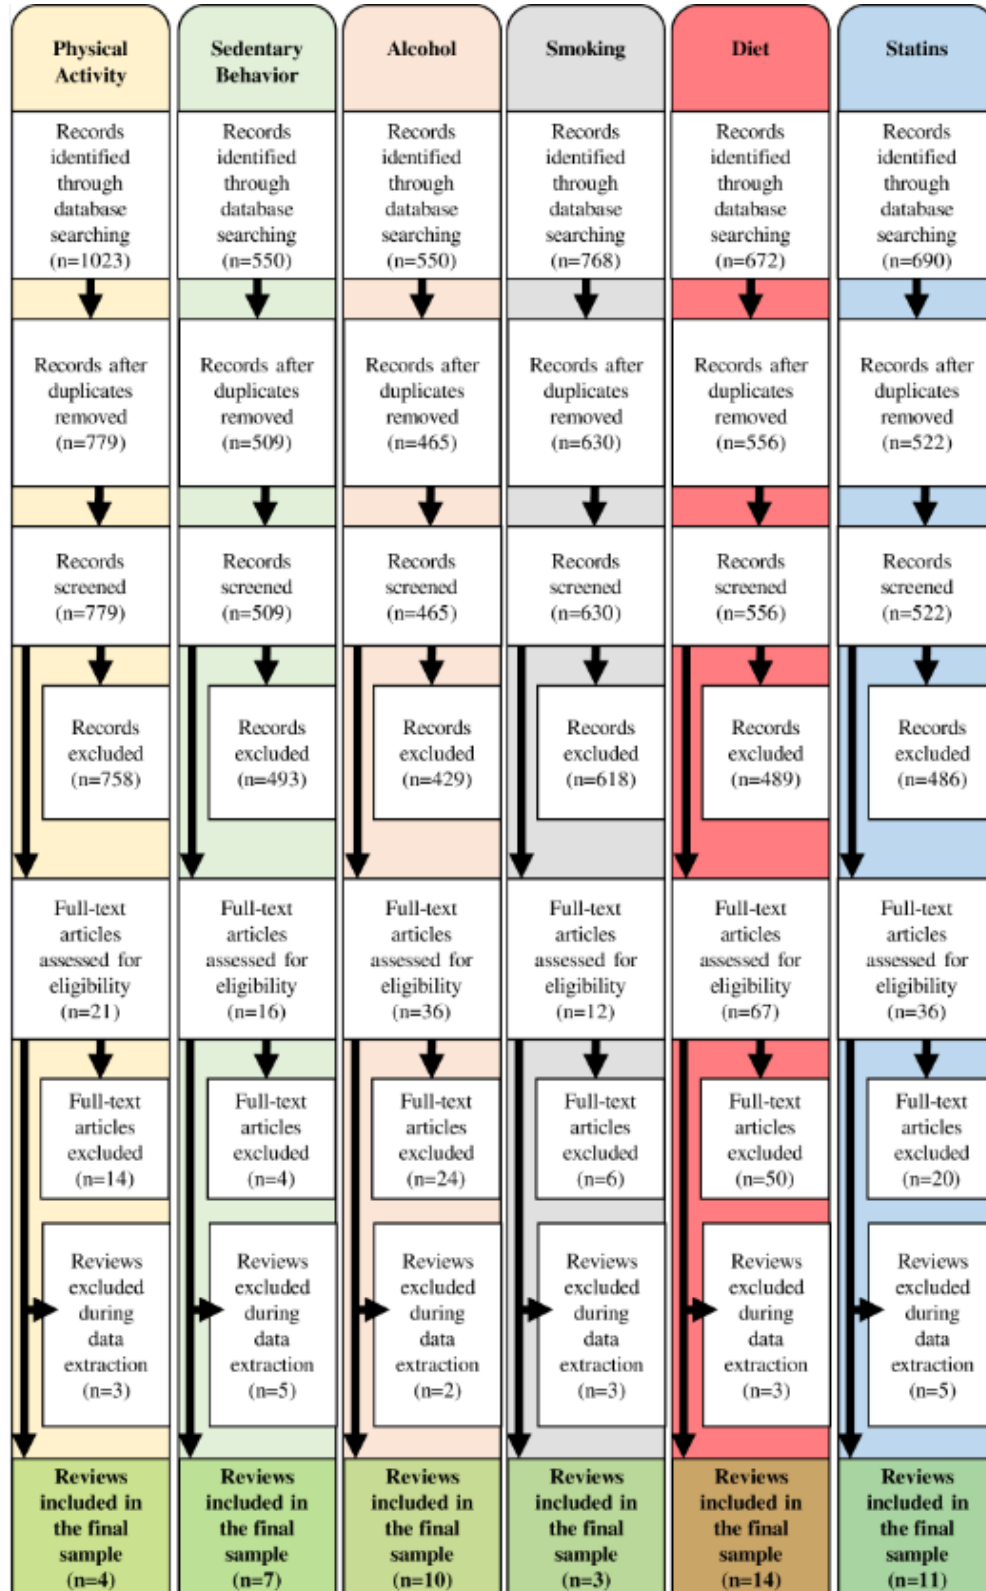 Physical
Activity
Records
identified
through
database
searching
(n=1023)
Records after
duplicates
removed
(n=779)
Records
screened
(n=779)
Records
excluded
(n=758)
Full-text
articles
assessed for
eligibility
(n=21)
Full-text
articles
excluded
(n=14)
Reviews
excluded
during
data
extraction
(n=3)
Reviews
included in
the final
sample
(n=4)
Sedentary
Behavior
Records
identified
through
database
searching
(n=550)
Records after
duplicates
removed
(n=509)
Records
screened
(n=509)
Records
excluded
(n=493)
Full-text
articles
assessed for
eligibility
(n=16)
Full-text
articles
excluded
(n=4)
Reviews
excluded
during
data
extraction
(n=5)
Reviews
included in
the final
sample
(n=7)
Alcohol
Records
identified
through
database
searching
(n=550)
Records after
duplicates
removed
(n=465)
Records
screened
(n=465)
Records
excluded
(n=429)
Full-text
articles
assessed for
eligibility
(n=36)
Full-text
articles
excluded
(n=24)
Reviews
excluded
during
data
extraction
(n=2)
Reviews
included in
the final
sample
(n=10)
Smoking
Records
identified
through
database
searching
(n=768)
Records after
duplicates
removed
(n=630)
Records
screened
(n=630)
Records
excluded
(n=618)
Full-text
articles
assessed for
eligibility
(n=12)
Full-text
articles
excluded
(n=6)
Reviews
excluded
during
data
extraction
(n=3)
Reviews
included in
the final
sample
(n=3)
Diet
Records
identified
through
database
searching
(n=672)
Records after
duplicates
removed
(n=556)
Records
screened
(n=556)
Records
excluded
(n=489)
Full-text
articles
assessed for
eligibility
(n=67)
Full-text
articles
excluded
(n=50)
Reviews
excluded
during
data
extraction
(n=3)
Reviews
included in
the final
sample
(n=14)
Statins
Records
identified
through
database
searching
(n=690)
Records after
duplicates
removed
(n=522)
Records
screened
(n=522)
Records
excluded
(n=486)
Full-text
articles
assessed for
eligibility
(n=36)
Full-text
articles
excluded
(n=20)
Reviews
excluded
during
data
extraction
(n=5)
Reviews
included in
the final
sample
(n=11)